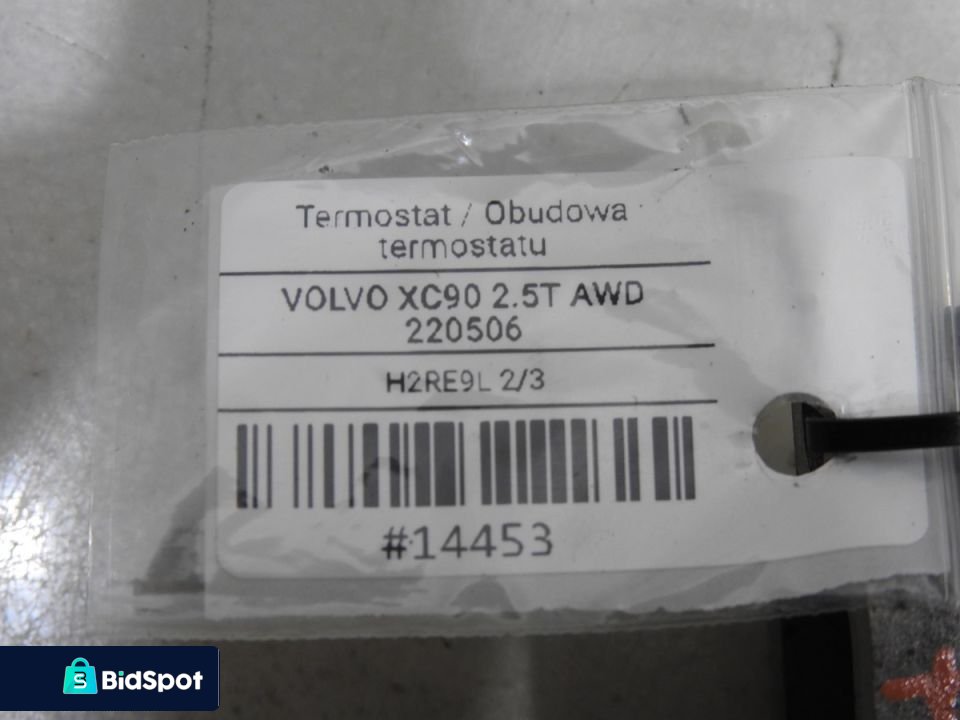 Termostat / Obudowa
termostatu
VOLVO XC90 2.5T AWD
220506
H2RE9L 2/3
#14453
BidSpot